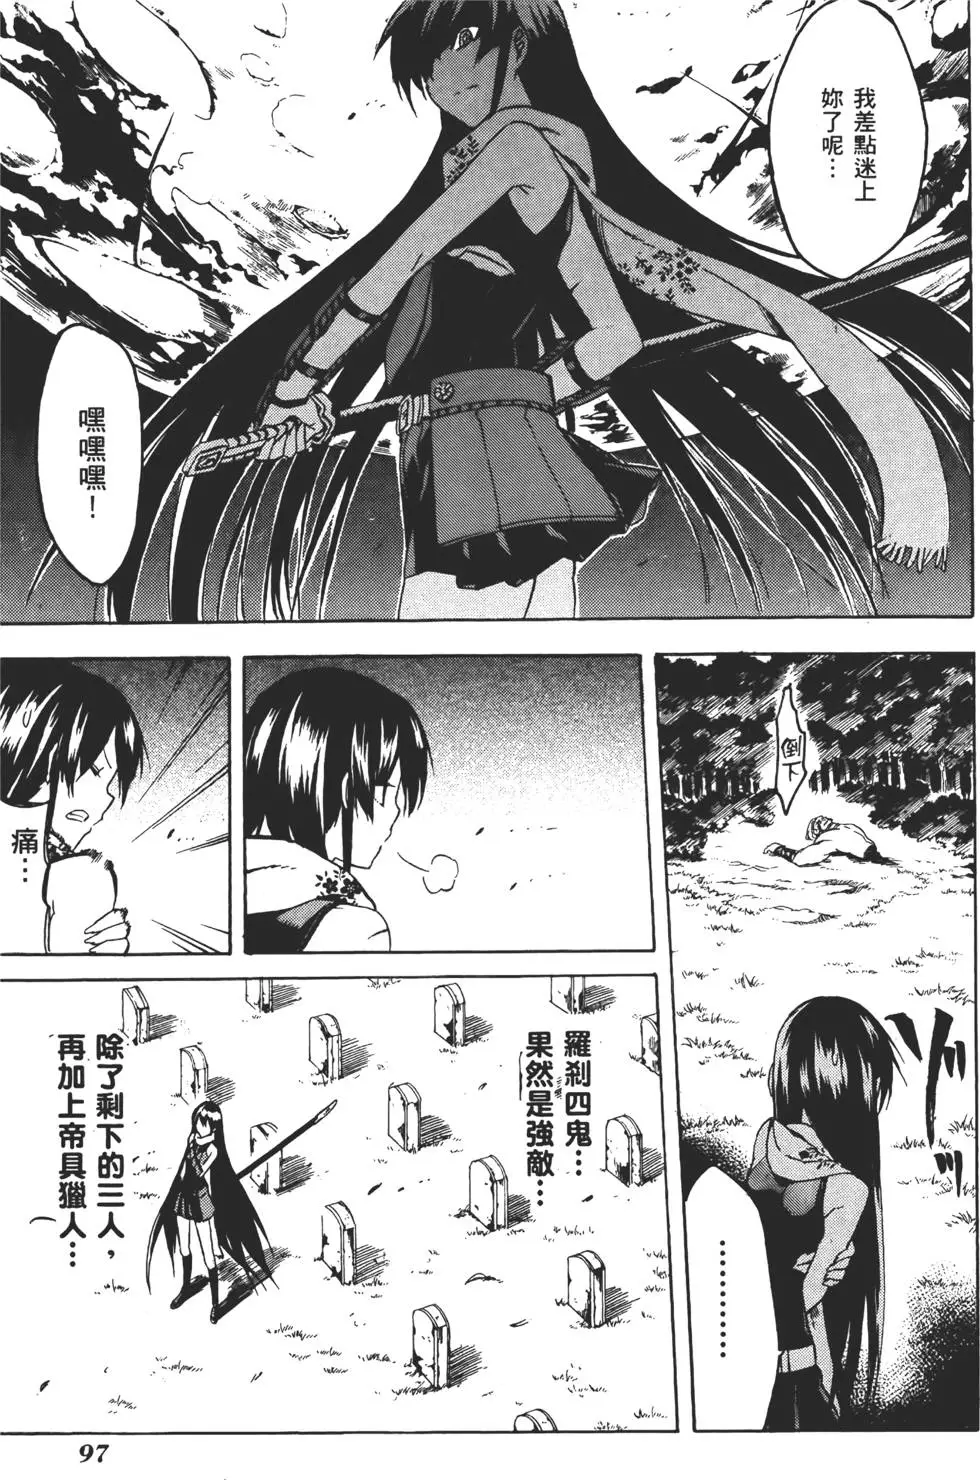 我差點迷上
妳了呢…
嘿嘿嘿！
倒下
…………
痛…
羅剎四鬼…
果然是強敵…
除了剩下的三人，
再加上帝具獵人…
97